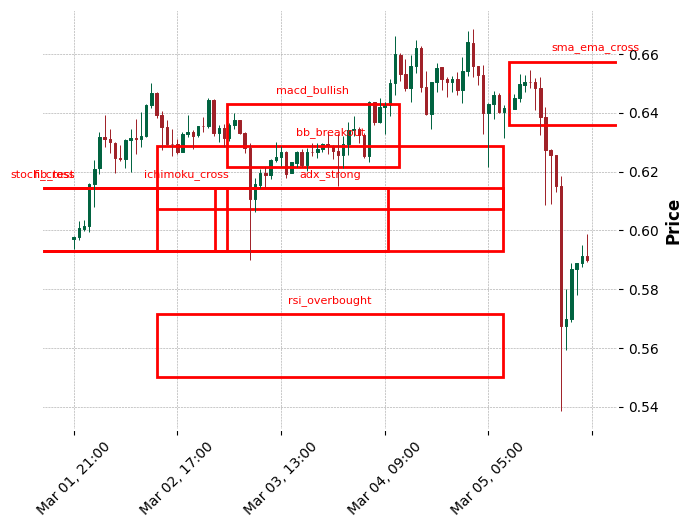 sma_ema_cross
0.66
macd_bullish
0.64
bb_breakout
0.62
ichimoku_cross
adx_strong
0.60
Price
0.58
rsi_overbought
0.56
0.54
Mar 01, 21:00
Mar 02, 17:00
Mar 03, 13:00
Mar 04, 09:00
Mar 05, 05:00